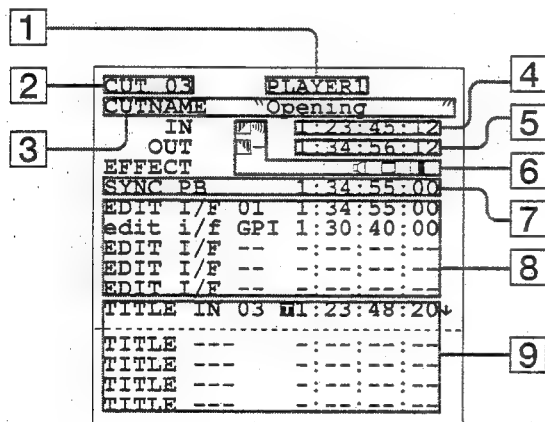 1
2
3
4
5
6
7
8
9
CUT 03 PLAYER1
CUTNAME "Opening"
IN 1:23:45:12
OUT 1:34:56:12
EFFECT
SYNC PB 1:34:55:00
EDIT I/F 01 1:34:55:00
edit i/f GPI 1:30:40:00
EDIT I/F -- -:--:--:--
EDIT I/F -- -:--:--:--
EDIT I/F -- -:--:--:--
TITLE IN 03 T1:23:48:20↓
TITLE --- -:--:--:--
TITLE --- -:--:--:--
TITLE --- -:--:--:--
TITLE --- -:--:--:--